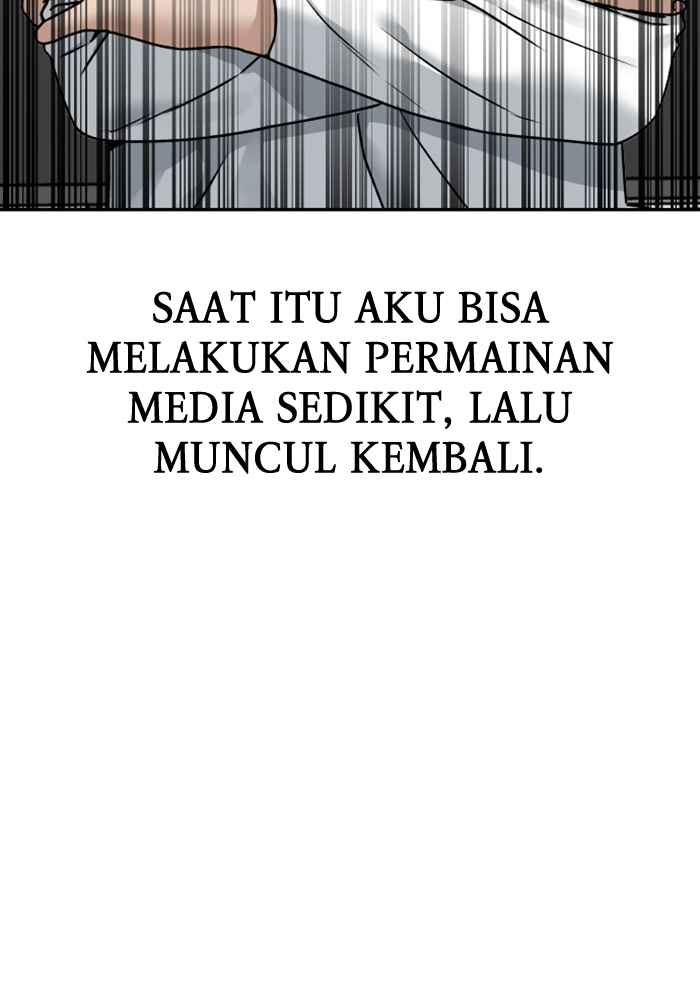 SAAT ITU AKU BISA
MELAKUKAN PERMAINAN
MEDIA SEDIKIT, LALU
MUNCUL KEMBALI.